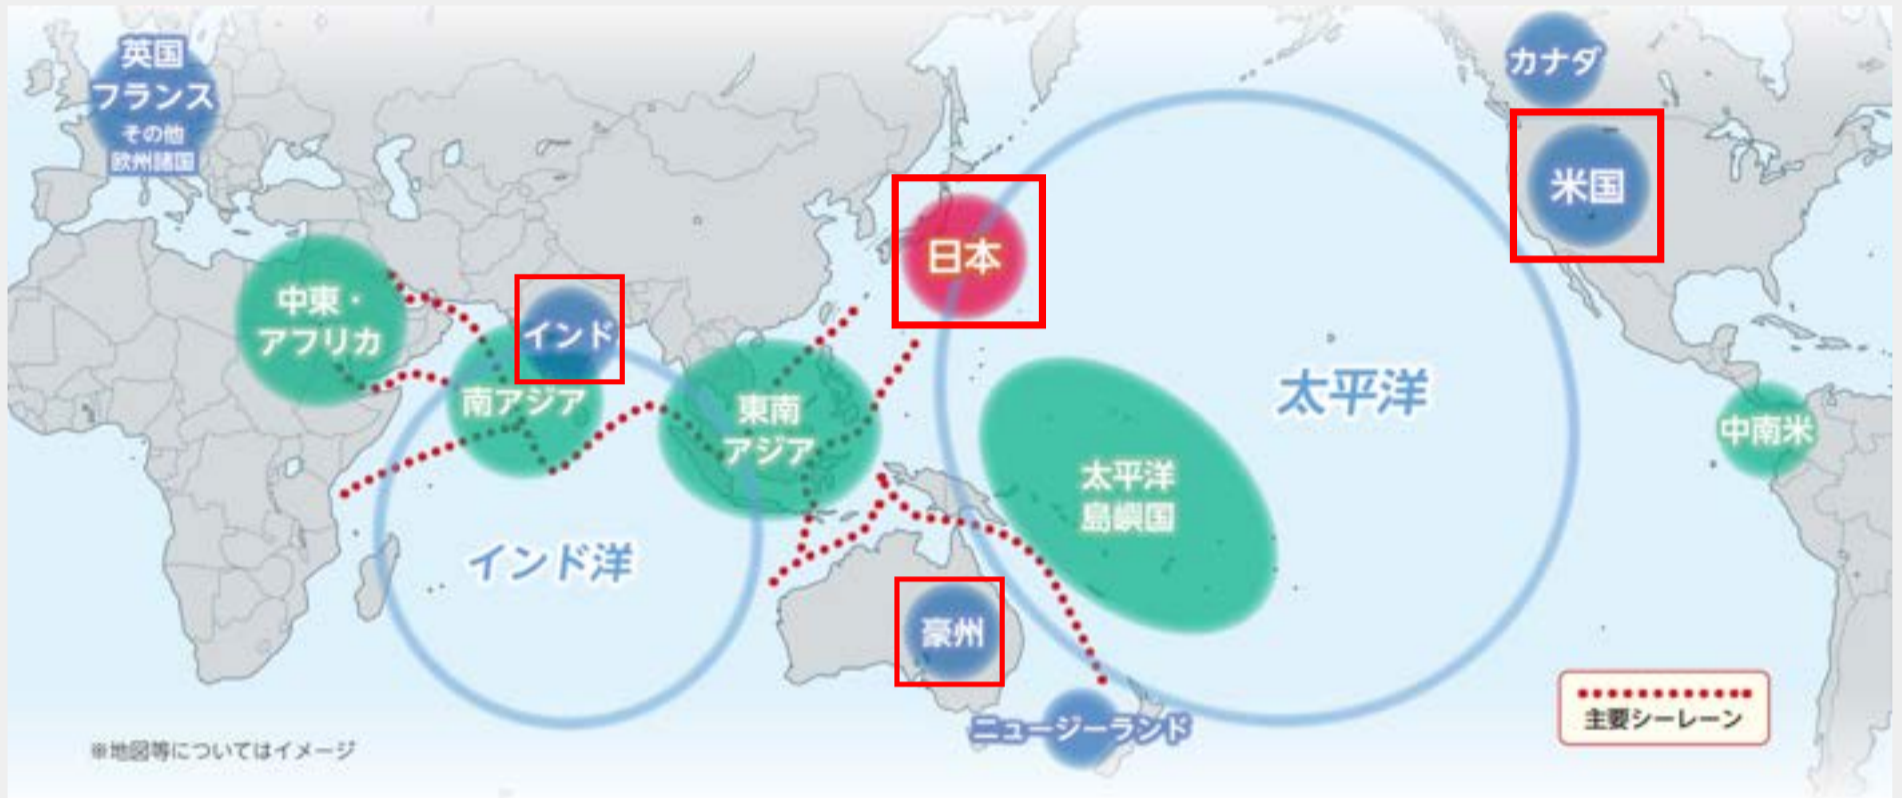 英国
フランス
その他
欧州諸国
カナダ
米国
日本
中東・
アフリカ
インド
南アジア
東南
アジア
太平洋
中南米
太平洋
島嶼国
インド洋
豪州
ニュージーランド
主要シーレーン
※地図等についてはイメージ